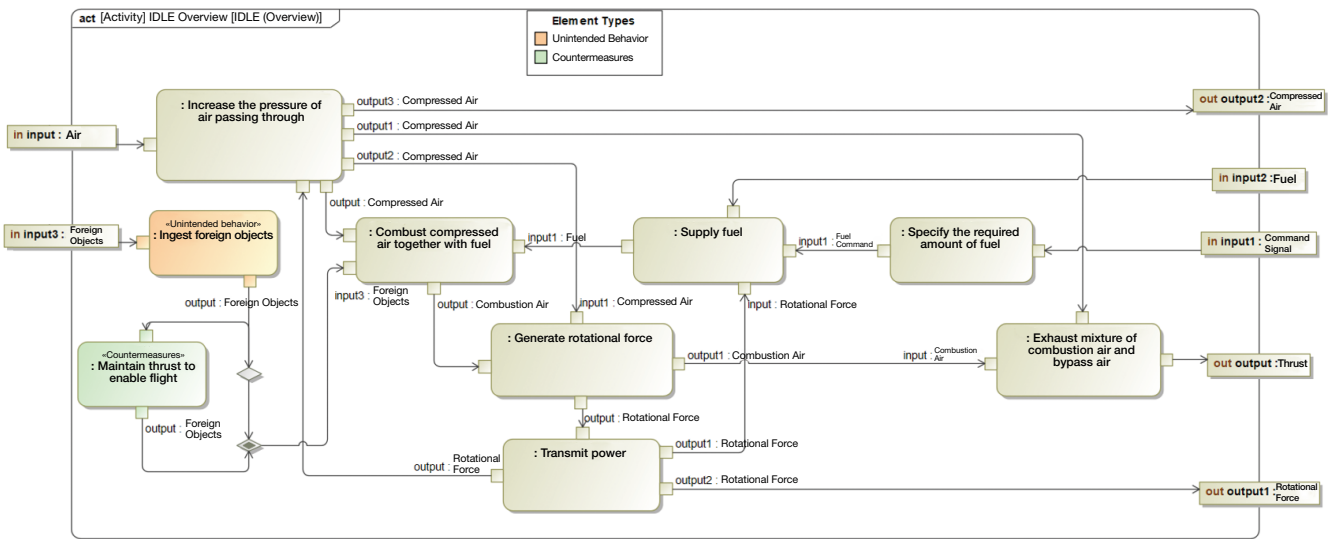 act [Activity] IDLE Overview [IDLE (Overview)]
Element Types
Unintended Behavior
Countermeasures
: Increase the pressure of
air passing through
output3 : Compressed Air
output1 : Compressed Air
output2 : Compressed Air
output : Compressed Air
out output2 : Compressed
Air
in input : Air
in input2 : Fuel
in input3 : Foreign
Objects
«Unintended behavior»
: Ingest foreign objects
output : Foreign Objects
: Combust compressed
air together with fuel
input1 : Fuel
: Supply fuel
input1 : Fuel
Command
: Specify the required
amount of fuel
in input1 : Command
Signal
input3 : Foreign
Objects
output : Combustion Air
input1 : Compressed Air
input : Rotational Force
«Countermeasures»
: Maintain thrust to
enable flight
output : Foreign
Objects
: Generate rotational force
output1 : Combustion Air
input : Combustion
Air
: Exhaust mixture of
combustion air and
bypass air
out output : Thrust
output : Rotational Force
output : Rotational
Force
: Transmit power
output1 : Rotational Force
output2 : Rotational Force
out output1 : Rotational
Force